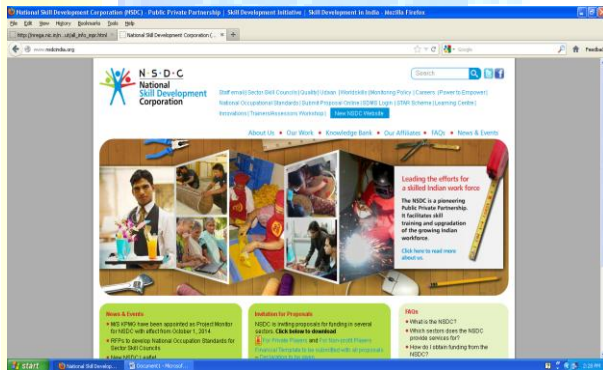 National Skill Development Corporation (NSDC) - Public Private Partnership | Skill Development Initiative | Skill Development in India - Mozilla Firefox
File Edit View History Bookmarks Tools Help
National Skill Development Corporation (...
www.nsdcindia.org
Google
Feedbac
N·S·D·C
National
Skill Development
Corporation
Search
Staff email | Sector Skill Councils | Quality | Udaan | Worldskills | Monitoring Policy | Careers | Power to Empower |
National Occupational Standards | Submit Proposal Online | SDMS Login | STAR Scheme | Learning Centre |
Innovations | Trainers/Assessors Workshop | New NSDC Website
About Us • Our Work • Knowledge Bank • Our Affiliates • FAQs • News & Events
Leading the efforts for
a skilled Indian work force
The NSDC is a pioneering
Public Private Partnership.
It facilitates skill
training and upgradation
of the growing Indian
workforce.
Click here to read more
about us.
News & Events
M/S KPMG have been appointed as Project Monitor
for NSDC with effect from October 1, 2014
RFPs to develop National Occupation Standards for
Sector Skill Councils
New NSDC Leaflet
Invitation for Proposals
NSDC is inviting proposals for funding in several
sectors. Click below to download
For Private Players and For Non-profit Players
Financial Template to be submitted with all proposals
FAQs
What is the NSDC?
Which sectors does the NSDC
provide services for?
How do I obtain funding from the
NSDC?
start
National Skill Develop...
Document1 - Microsof...